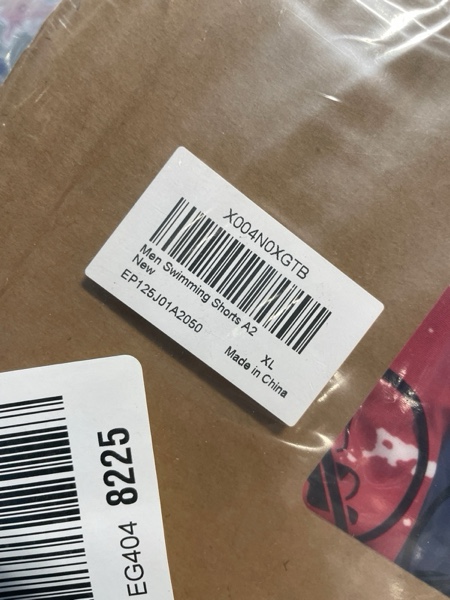 X004N0XGTB
Men Swimming Shorts A2
New
XL
EP125J01A2050
Made in China
EG404 8225